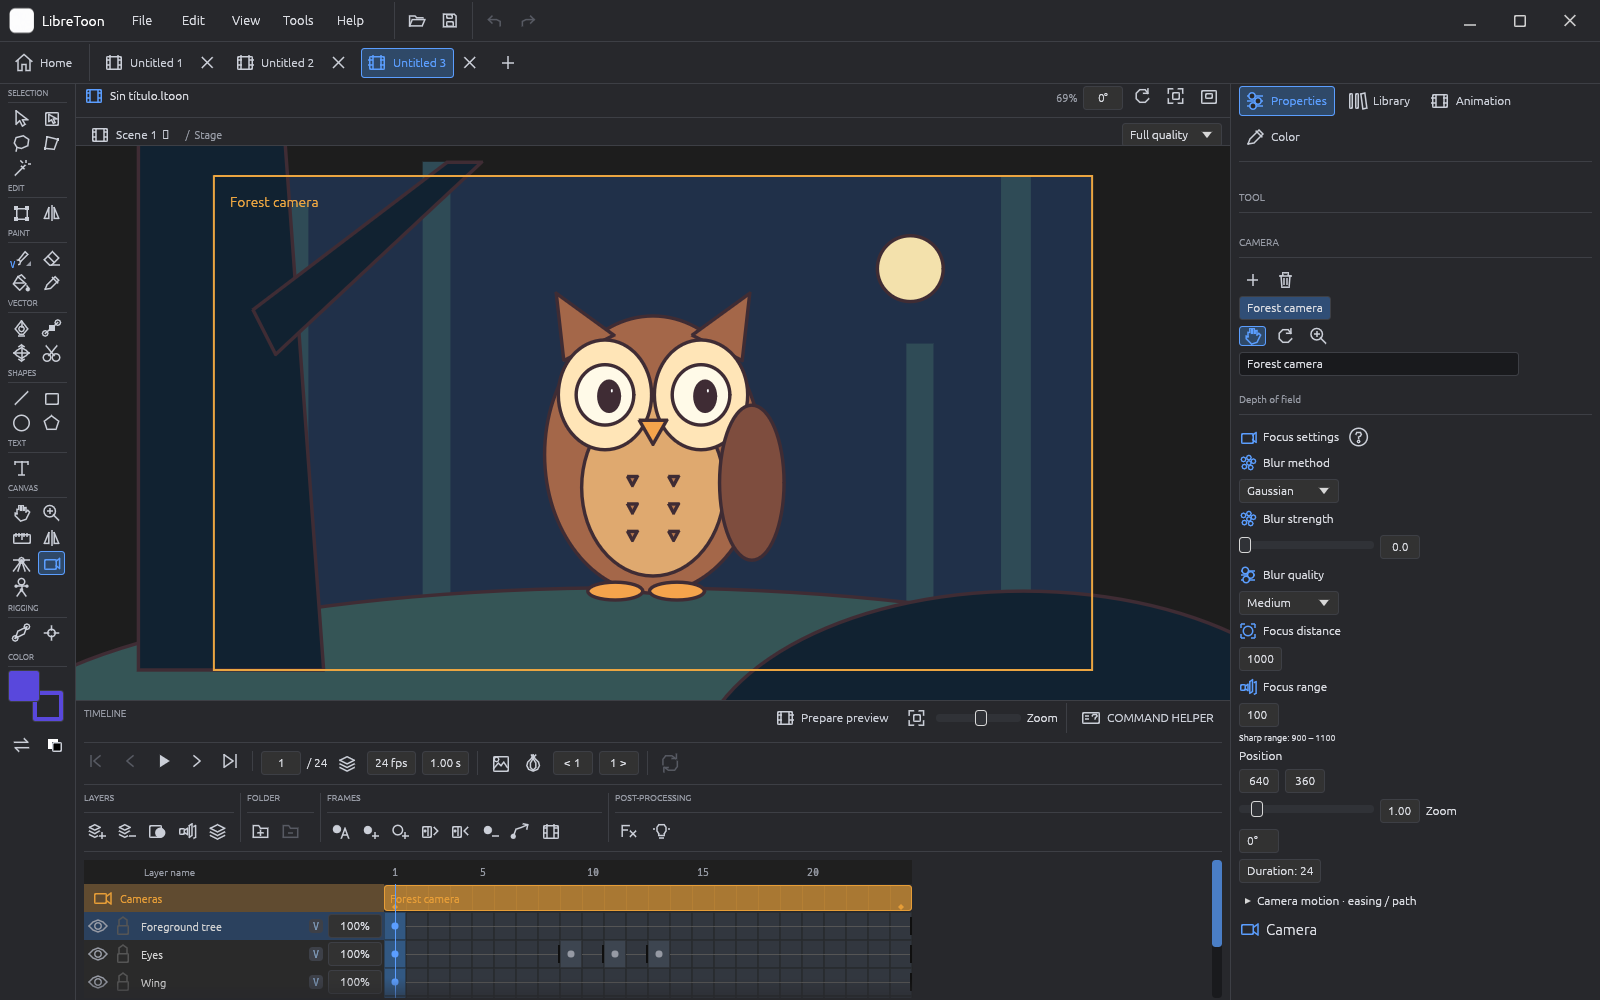 LibreToon File Edit View Tools Help
Home Untitled 1 Untitled 2 Untitled 3
SELECTION
EDIT
PAINT
V
VECTOR
SHAPES
TEXT
CANVAS
RIGGING
COLOR
Sin título.ltoon 69% 0°
Scene 1 / Stage Full quality
Forest camera
Properties Library Animation
Color
TOOL
CAMERA
Forest camera
Forest camera
Depth of field
Focus settings ?
Blur method
Gaussian
Blur strength
0.0
Blur quality
Medium
Focus distance
1000
Focus range
100
Sharp range: 900 – 1100
Position
640 360
1.00 Zoom
0°
Duration: 24
Camera motion · easing / path
Camera
TIMELINE Prepare preview Zoom COMMAND HELPER
1 / 24 24 fps 1.00 s < 1 1 >
LAYERS FOLDER FRAMES POST-PROCESSING
A Fx
Layer name 1 5 10 15 20
Cameras Forest camera
Foreground tree V 100%
Eyes V 100%
Wing V 100%